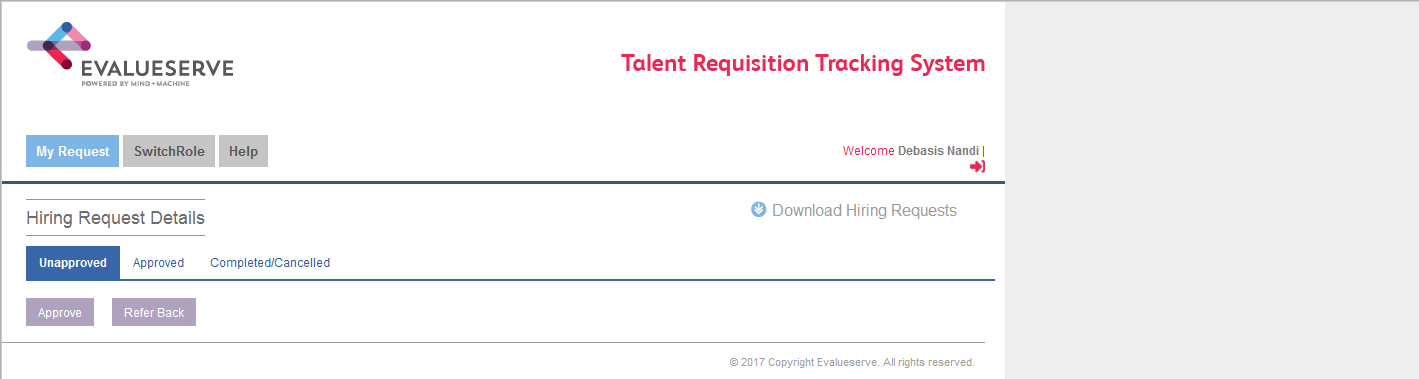 EVALUESERVE
POWERED BY MIND+MACHINE
Talent Requisition Tracking System
My Request SwitchRole Help
Welcome Debasis Nandi |
Hiring Request Details
Download Hiring Requests
Unapproved Approved Completed/Cancelled
Approve Refer Back
© 2017 Copyright Evalueserve. All rights reserved.